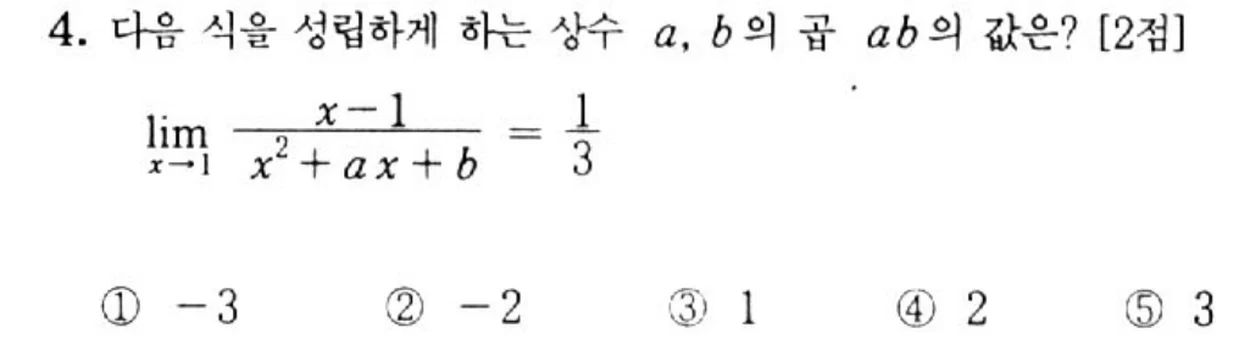 4. 다음 식을 성립하게 하는 상수 a, b의 곱 ab의 값은? [2점]
lim x→1 (x-1)/(x²+ax+b) = 1/3
① -3 ② -2 ③ 1 ④ 2 ⑤ 3